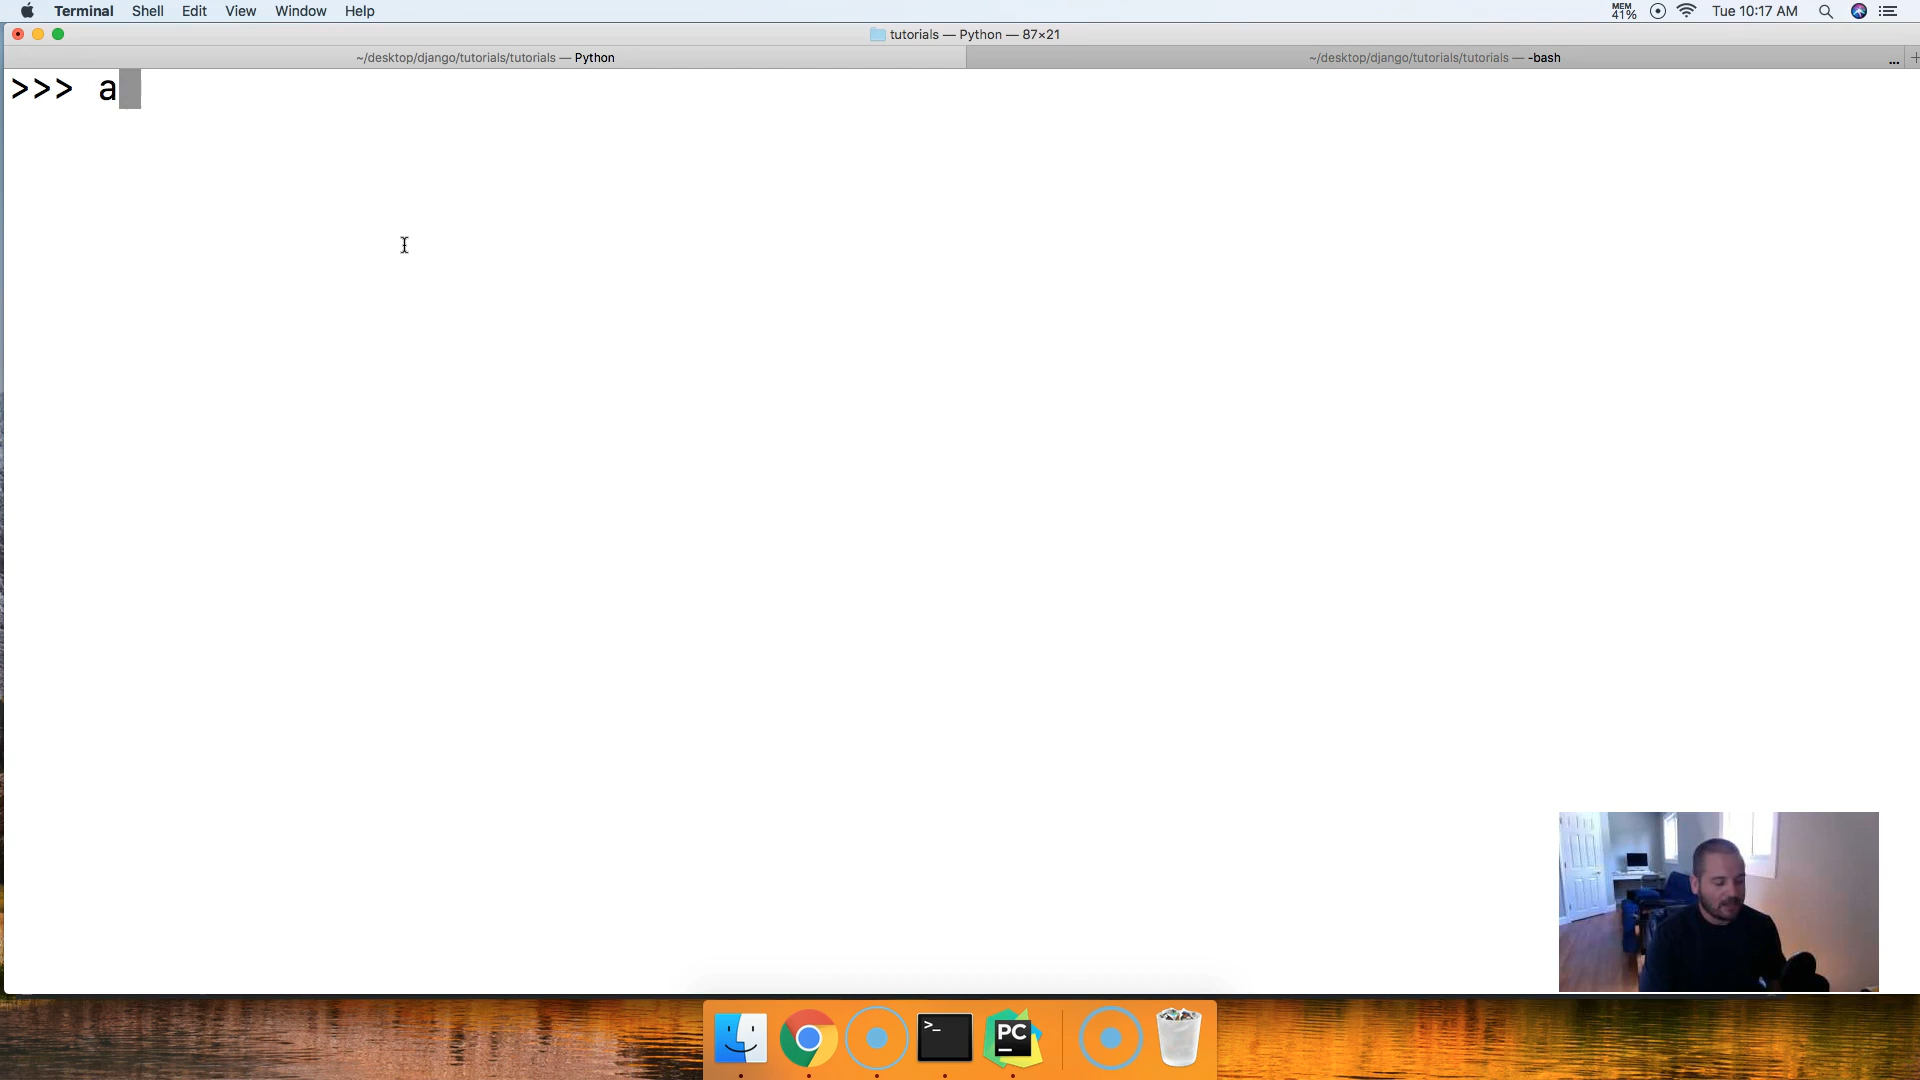 Terminal Shell Edit View Window Help
MEM 41% Tue 10:17 AM
tutorials — Python — 87×21
~/desktop/django/tutorials/tutorials — Python
~/desktop/django/tutorials/tutorials — -bash ... +
>>> a
>_
PC